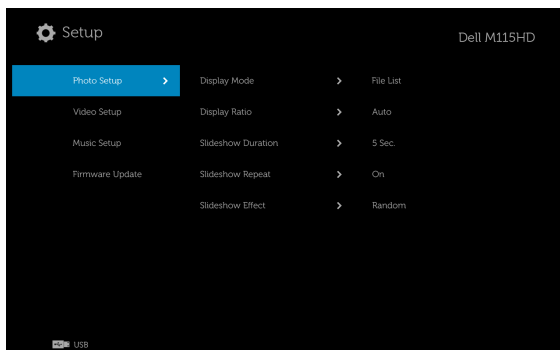 Setup
Dell M115HD
Photo Setup
Display Mode
File List
Video Setup
Display Ratio
Auto
Music Setup
Slideshow Duration
5 Sec.
Firmware Update
Slideshow Repeat
On
Slideshow Effect
Random
USB